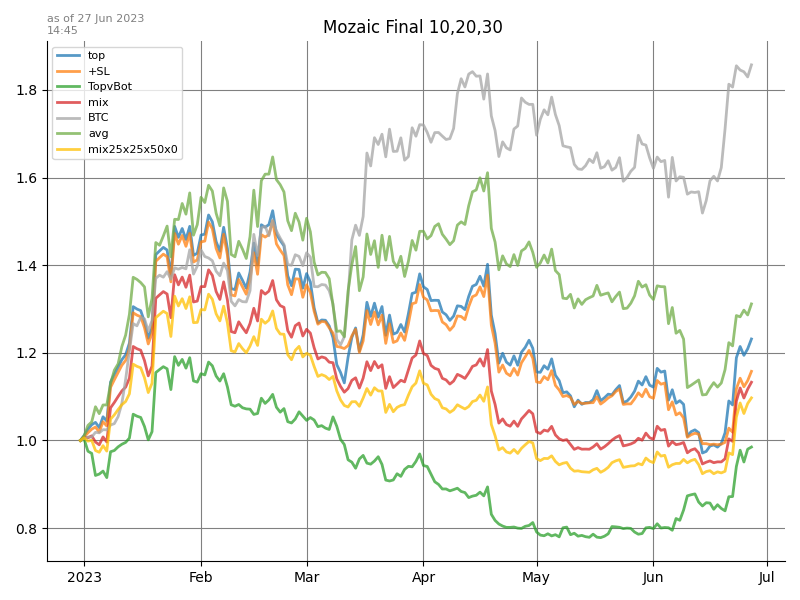 as of 27 Jun 2023
14:45
Mozaic Final 10,20,30
top
+SL
TopvBot
mix
BTC
avg
mix25x25x50x0
1.8
1.6
1.4
1.2
1.0
0.8
2023 Feb Mar Apr May Jun Jul